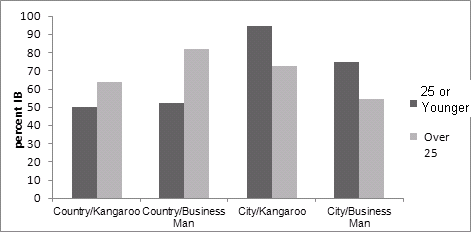 100
90
80
70
60
50
40
30
20
10
0
percent IB
Country/Kangaroo
Country/Business
Man
City/Kangaroo
City/Business
Man
25 or
Younger
Over
25